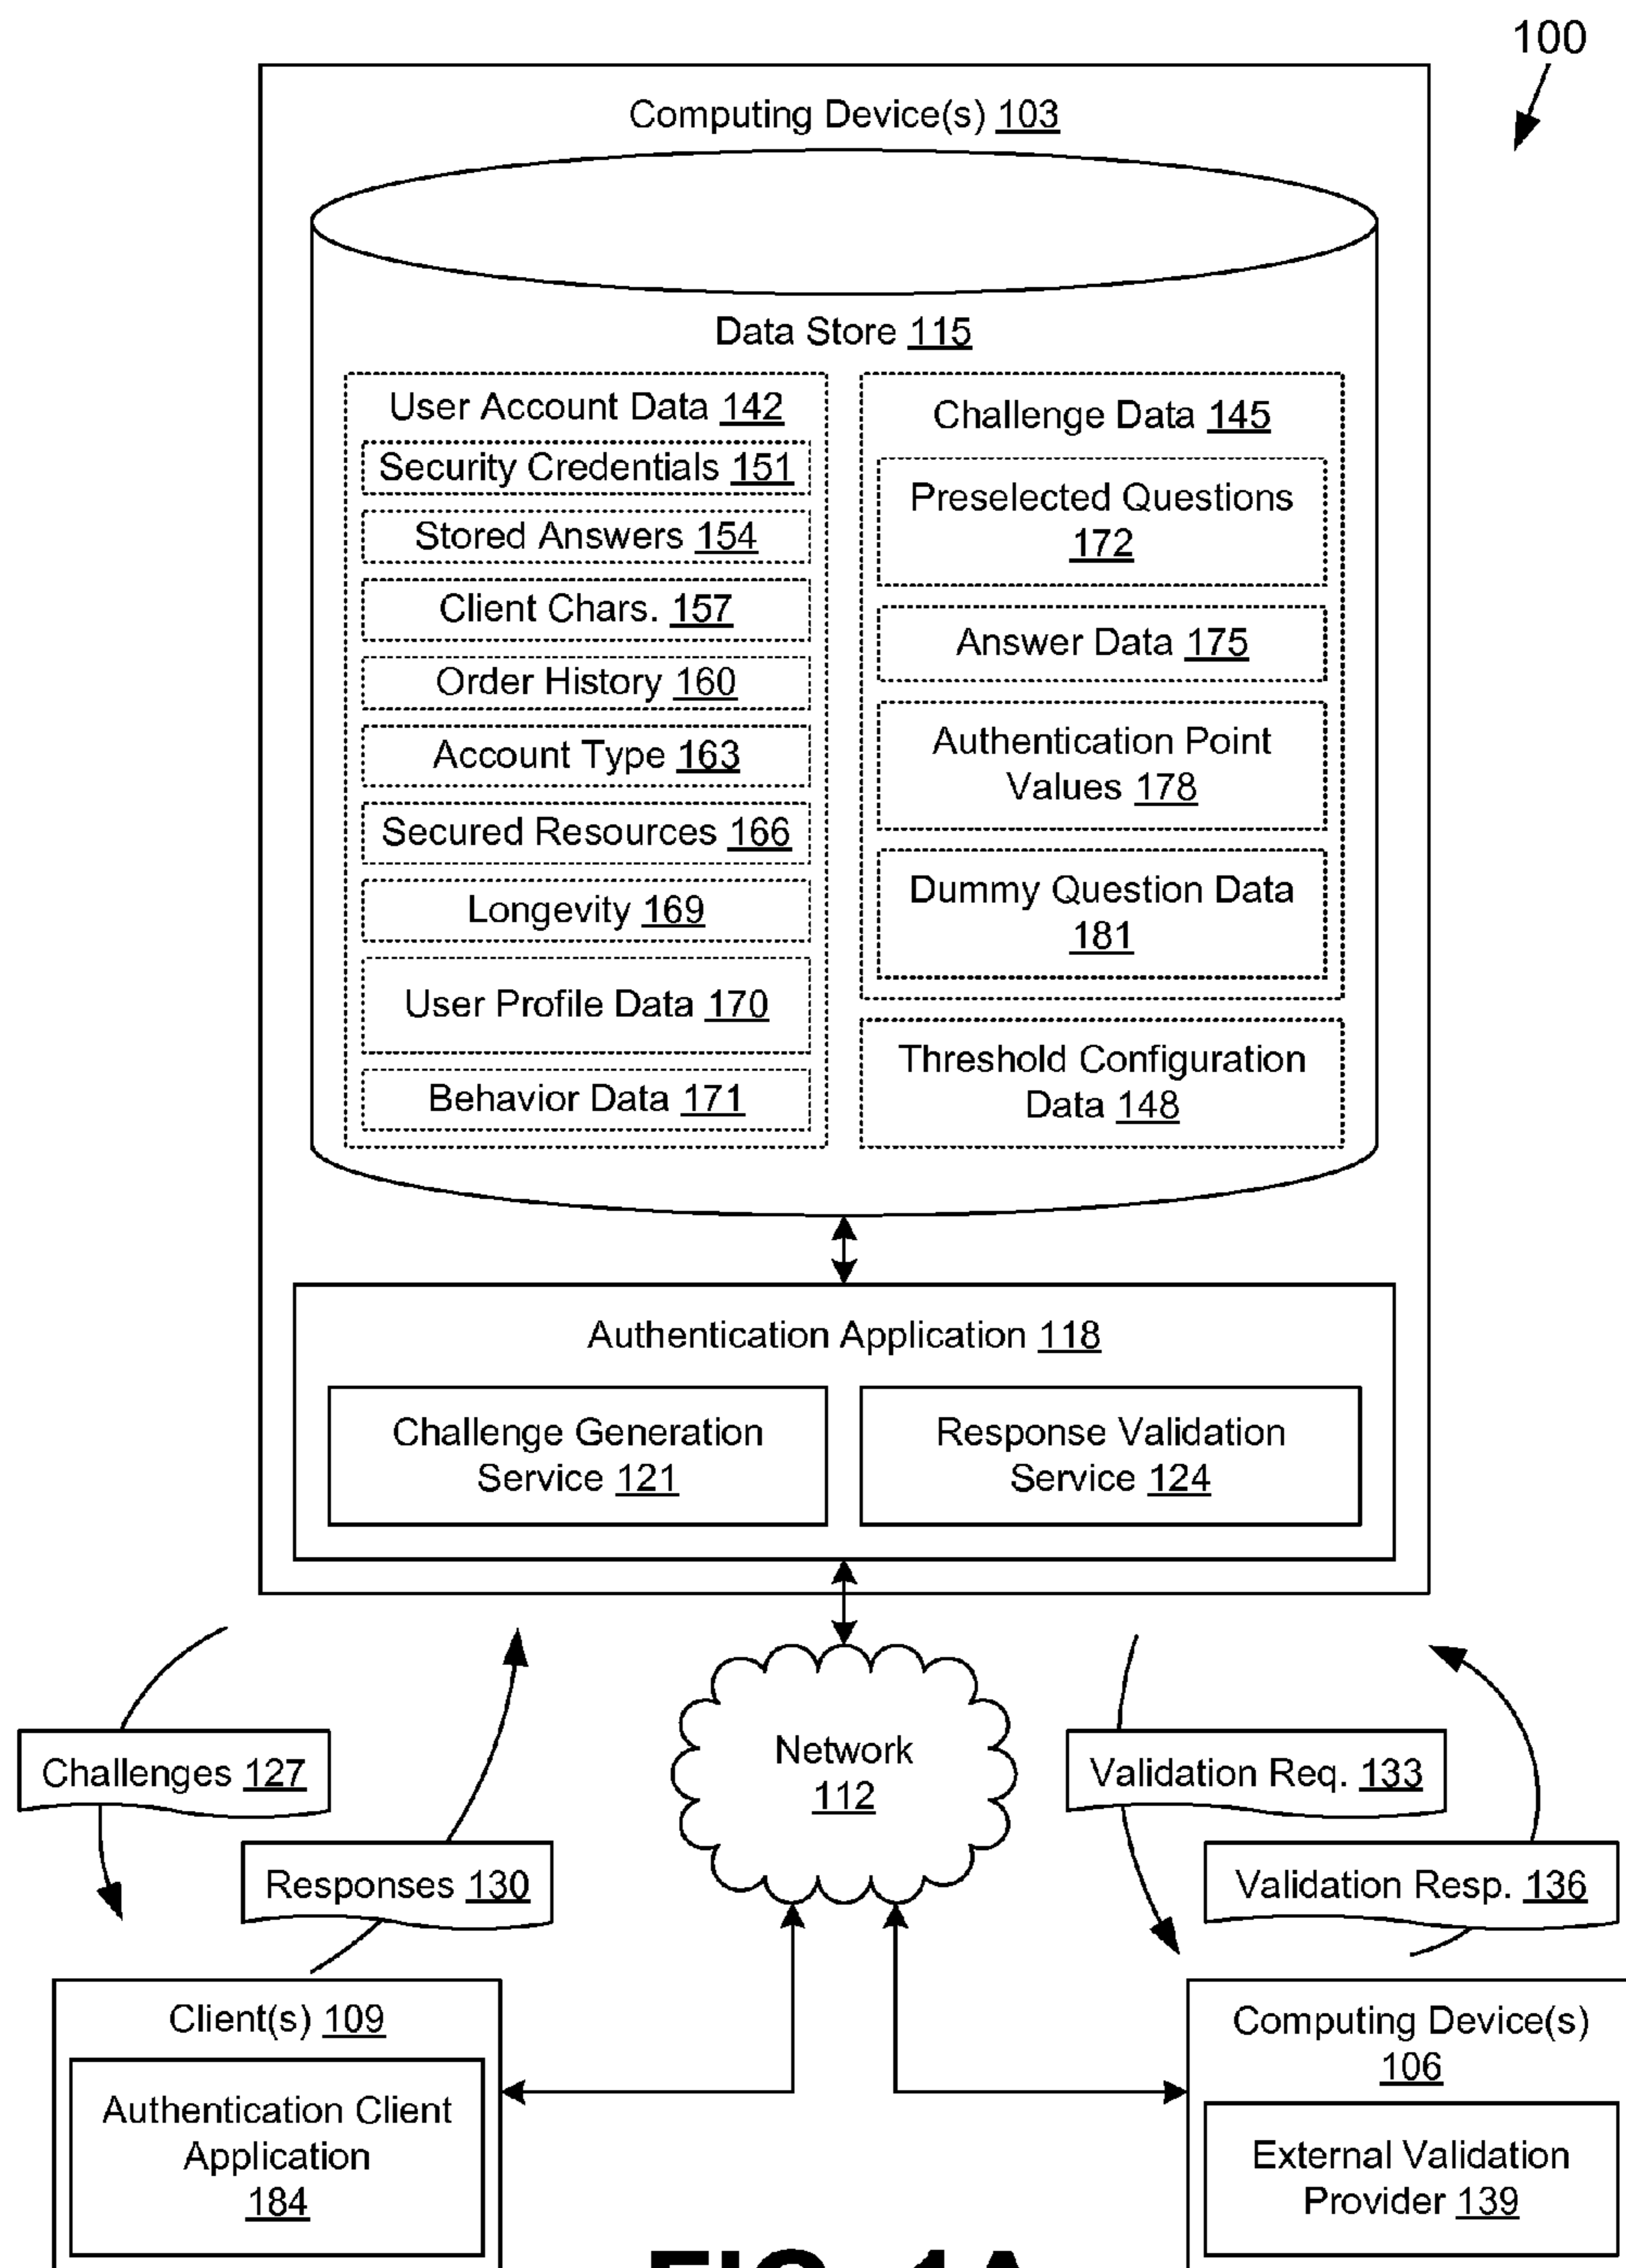 100
Computing Device(s) 103
Data Store 115
User Account Data 142
Security Credentials 151
Stored Answers 154
Client Chars. 157
Order History 160
Account Type 163
Secured Resources 166
Longevity 169
User Profile Data 170
Behavior Data 171
Challenge Data 145
Preselected Questions
172
Answer Data 175
Authentication Point
Values 178
Dummy Question Data
181
Threshold Configuration
Data 148
Authentication Application 118
Challenge Generation
Service 121
Response Validation
Service 124
Challenges 127
Responses 130
Network
112
Validation Req. 133
Validation Resp. 136
Client(s) 109
Authentication Client
Application
184
Computing Device(s)
106
External Validation
Provider 139
FIG. 1A